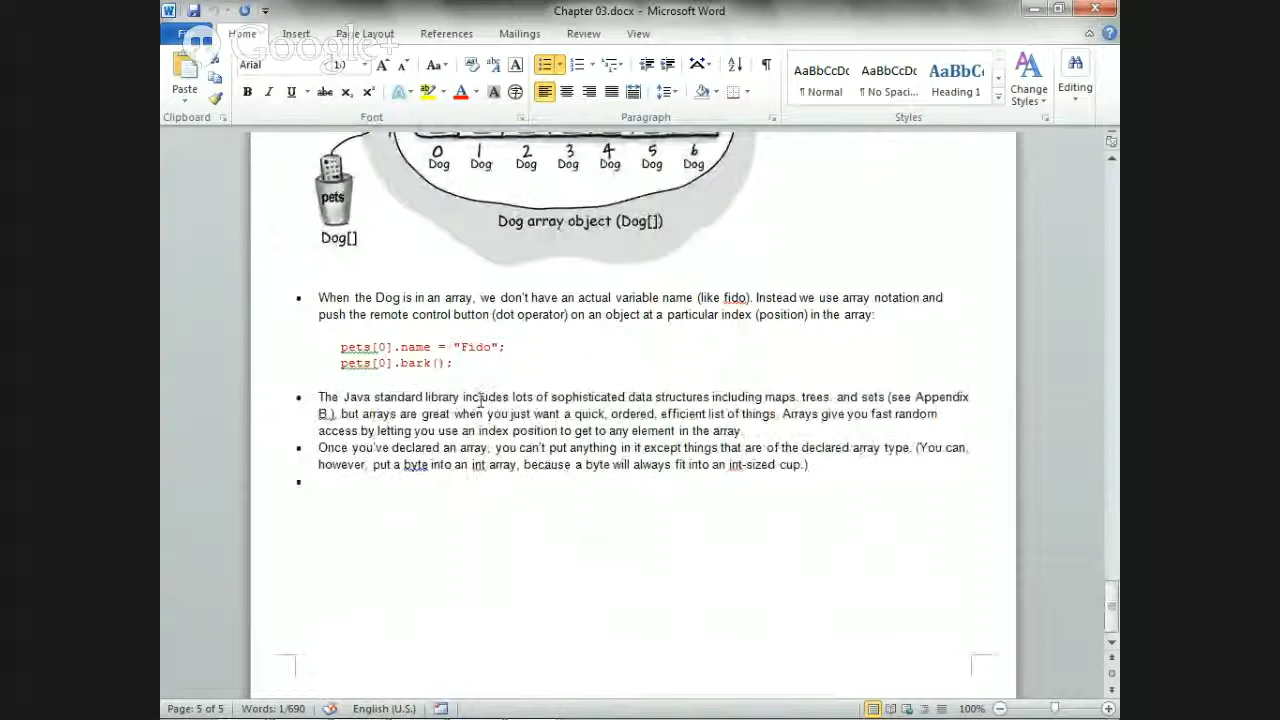 Chapter 03.docx - Microsoft Word
Google+
File Home Insert Page Layout References Mailings Review View
Arial 10
Paste
AaBbCcDc AaBbCcDc AaBbCc
¶ Normal ¶ No Spaci... Heading 1
Change Styles
Editing
Clipboard Font Paragraph Styles
0 1 2 3 4 5 6
Dog Dog Dog Dog Dog Dog Dog
pets
Dog[]
Dog array object (Dog[])
When the Dog is in an array, we don't have an actual variable name (like fido). Instead we use array notation and
push the remote control button (dot operator) on an object at a particular index (position) in the array:
pets[0].name = "Fido";
pets[0].bark();
The Java standard library includes lots of sophisticated data structures including maps, trees, and sets (see Appendix
B ), but arrays are great when you just want a quick, ordered, efficient list of things. Arrays give you fast random
access by letting you use an index position to get to any element in the array.
Once you've declared an array, you can't put anything in it except things that are of the declared array type. (You can,
however, put a byte into an int array, because a byte will always fit into an int-sized cup.)
Page: 5 of 5 Words: 1/690 English (U.S.) 100%